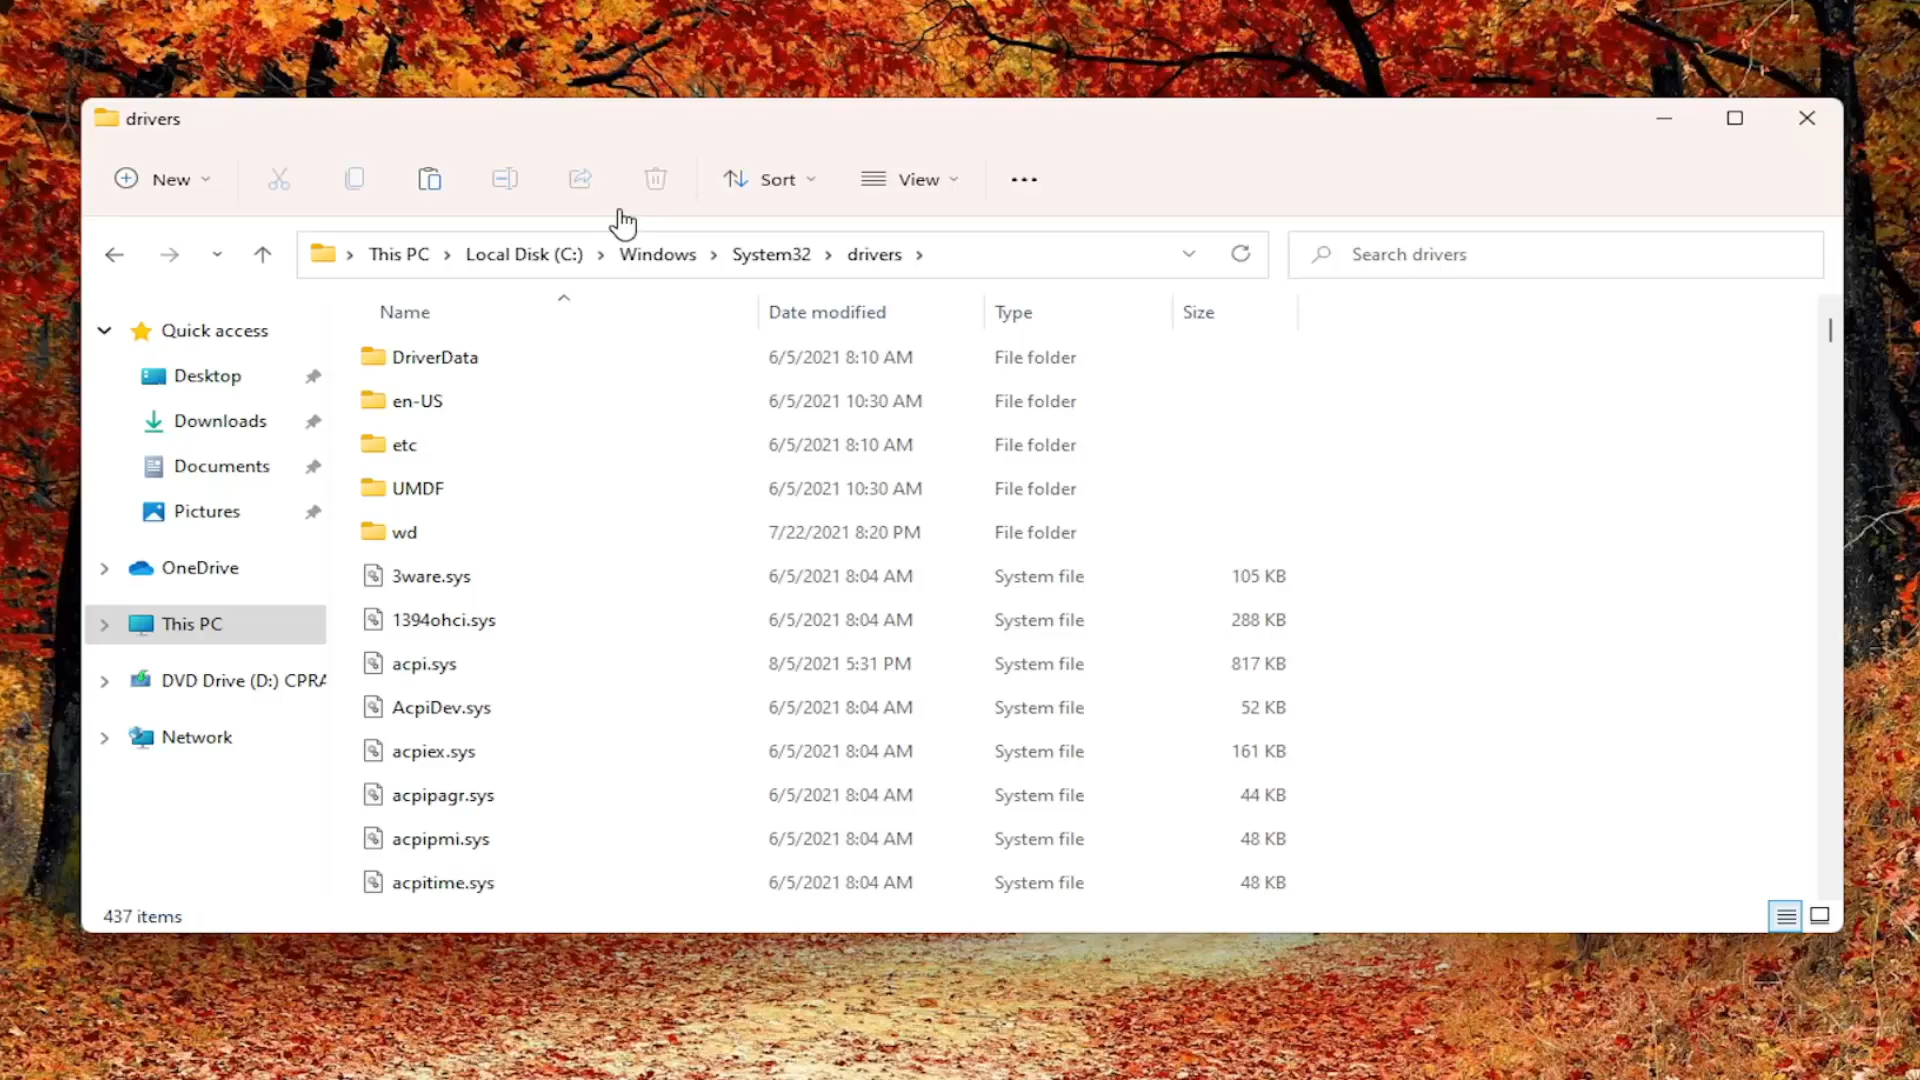 drivers
New
Sort
View
This PC
Local Disk (C:)
Windows
System32
drivers
Search drivers
Name
Date modified
Type
Size
Quick access
Desktop
Downloads
Documents
Pictures
OneDrive
This PC
DVD Drive (D:) CPRA
Network
DriverData 6/5/2021 8:10 AM File folder
en-US 6/5/2021 10:30 AM File folder
etc 6/5/2021 8:10 AM File folder
UMDF 6/5/2021 10:30 AM File folder
wd 7/22/2021 8:20 PM File folder
3ware.sys 6/5/2021 8:04 AM System file 105 KB
1394ohci.sys 6/5/2021 8:04 AM System file 288 KB
acpi.sys 8/5/2021 5:31 PM System file 817 KB
AcpiDev.sys 6/5/2021 8:04 AM System file 52 KB
acpiex.sys 6/5/2021 8:04 AM System file 161 KB
acpipagr.sys 6/5/2021 8:04 AM System file 44 KB
acpipmi.sys 6/5/2021 8:04 AM System file 48 KB
acpitime.sys 6/5/2021 8:04 AM System file 48 KB
437 items